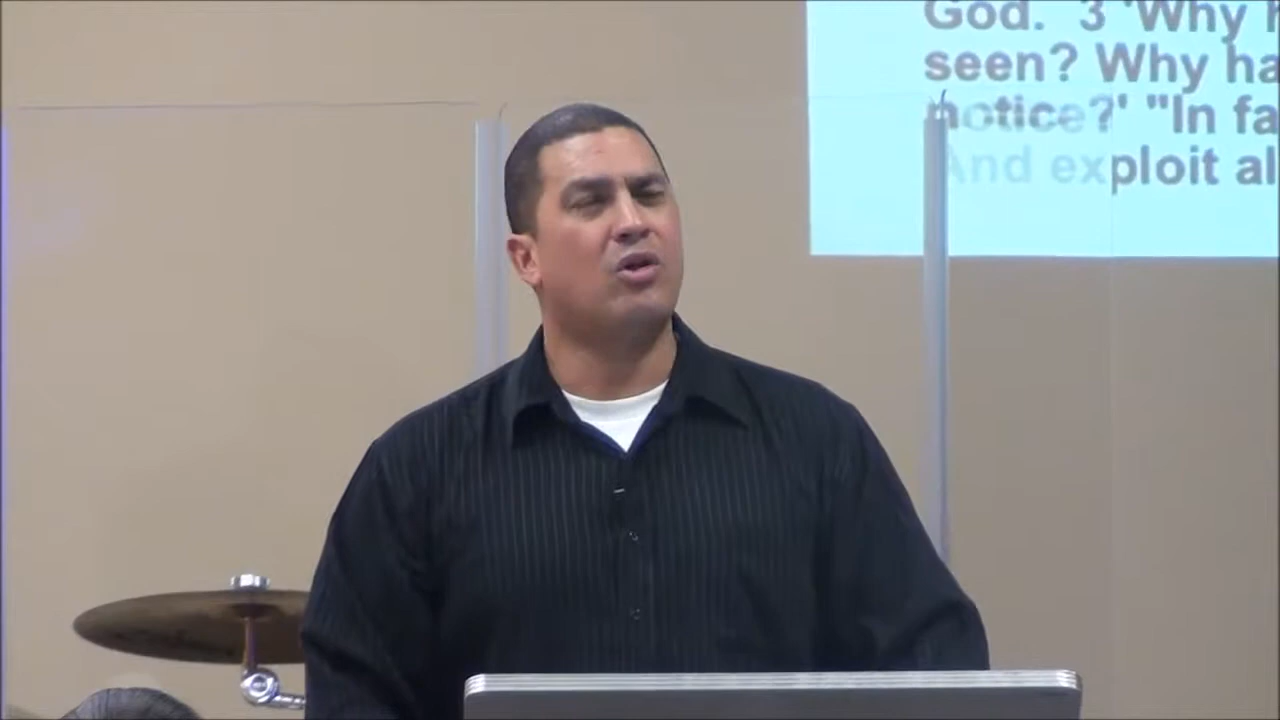 God. 3 'Why h
seen? Why ha
notice?' "In fa
And exploit al